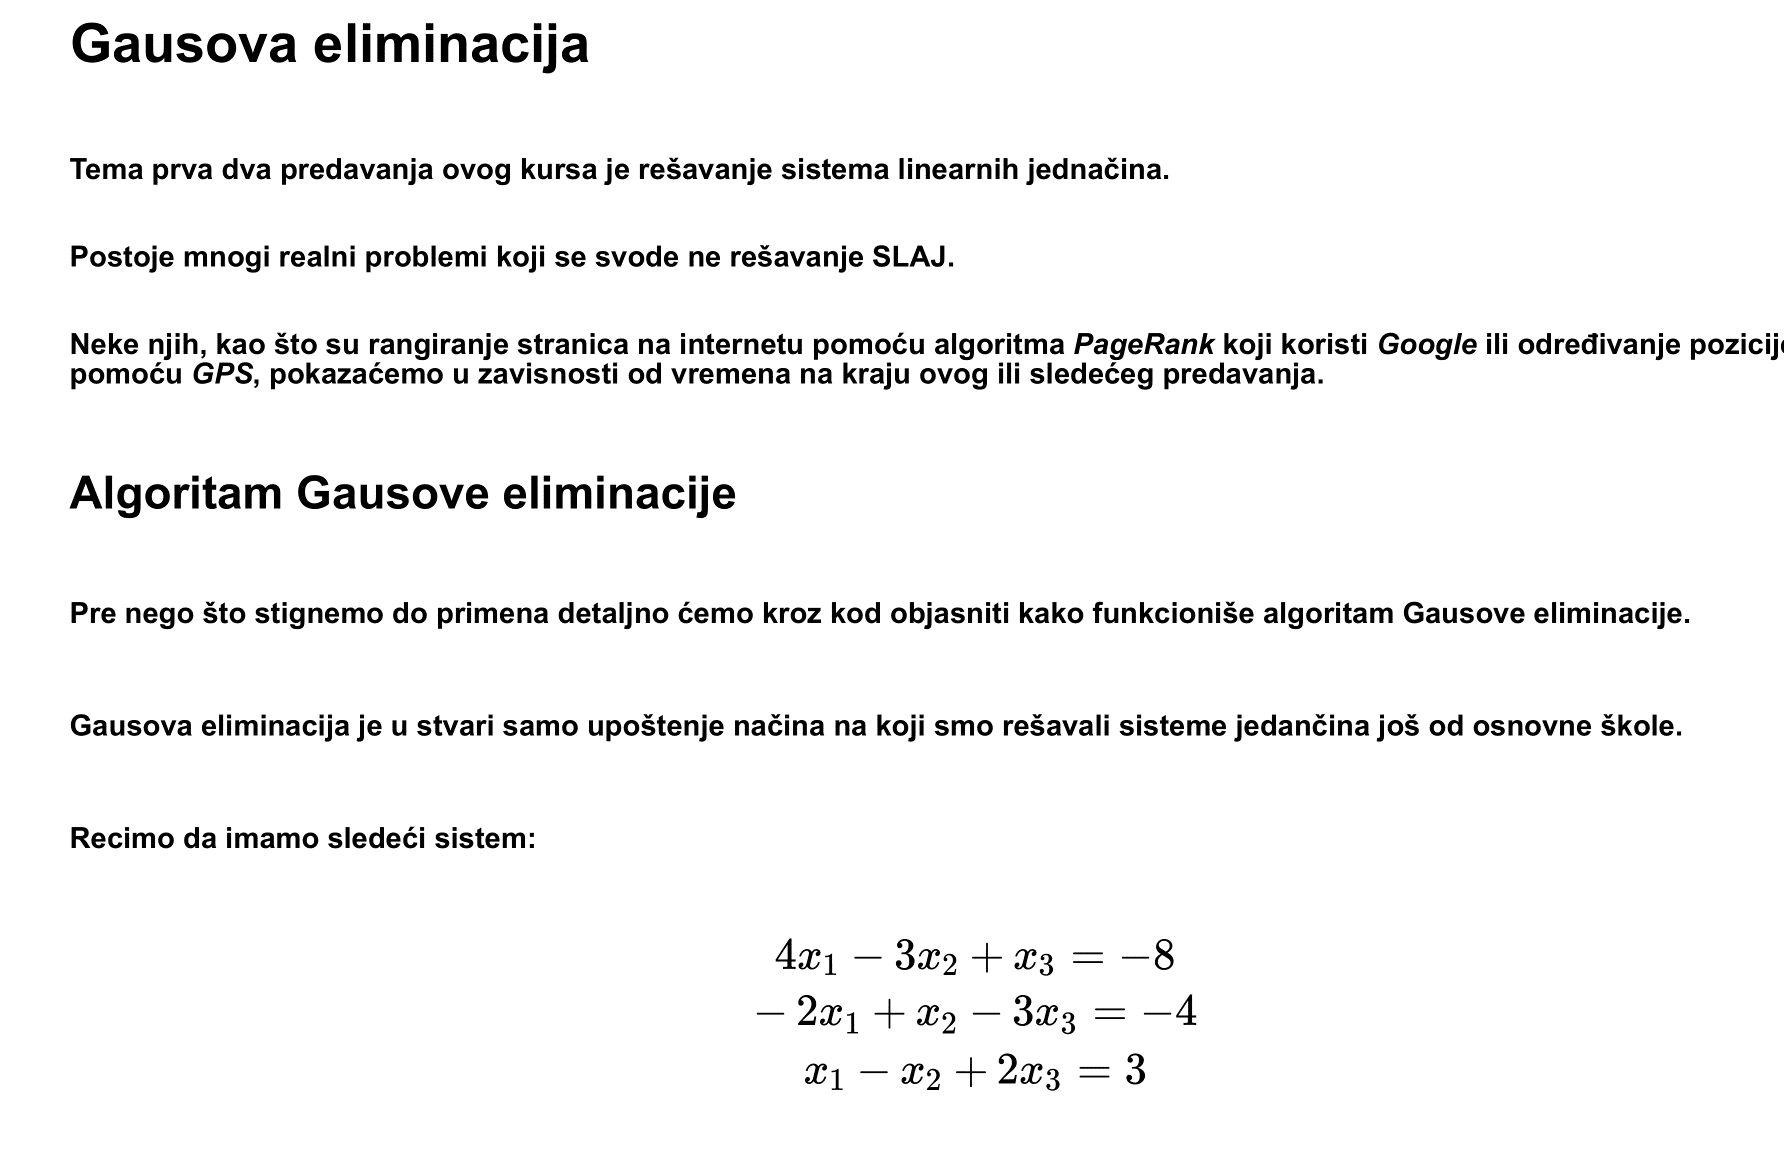 Gausova eliminacija
Tema prva dva predavanja ovog kursa je rešavanje sistema linearnih jednačina.
Postoje mnogi realni problemi koji se svode ne rešavanje SLAJ.
Neke njih, kao što su rangiranje stranica na internetu pomoću algoritma PageRank koji koristi Google ili određivanje
pomoću GPS, pokazaćemo u zavisnosti od vremena na kraju ovog ili sledećeg predavanja.
Algoritam Gausove eliminacije
Pre nego što stignemo do primena detaljno ćemo kroz kod objasniti kako funkcioniše algoritam Gausove eliminacije.
Gausova eliminacija je u stvari samo upoštenje načina na koji smo rešavali sisteme jedančina još od osnovne škole.
Recimo da imamo sledeći sistem:
4x₁ − 3x₂ + x₃ = −8
− 2x₁ + x₂ − 3x₃ = −4
x₁ − x₂ + 2x₃ = 3